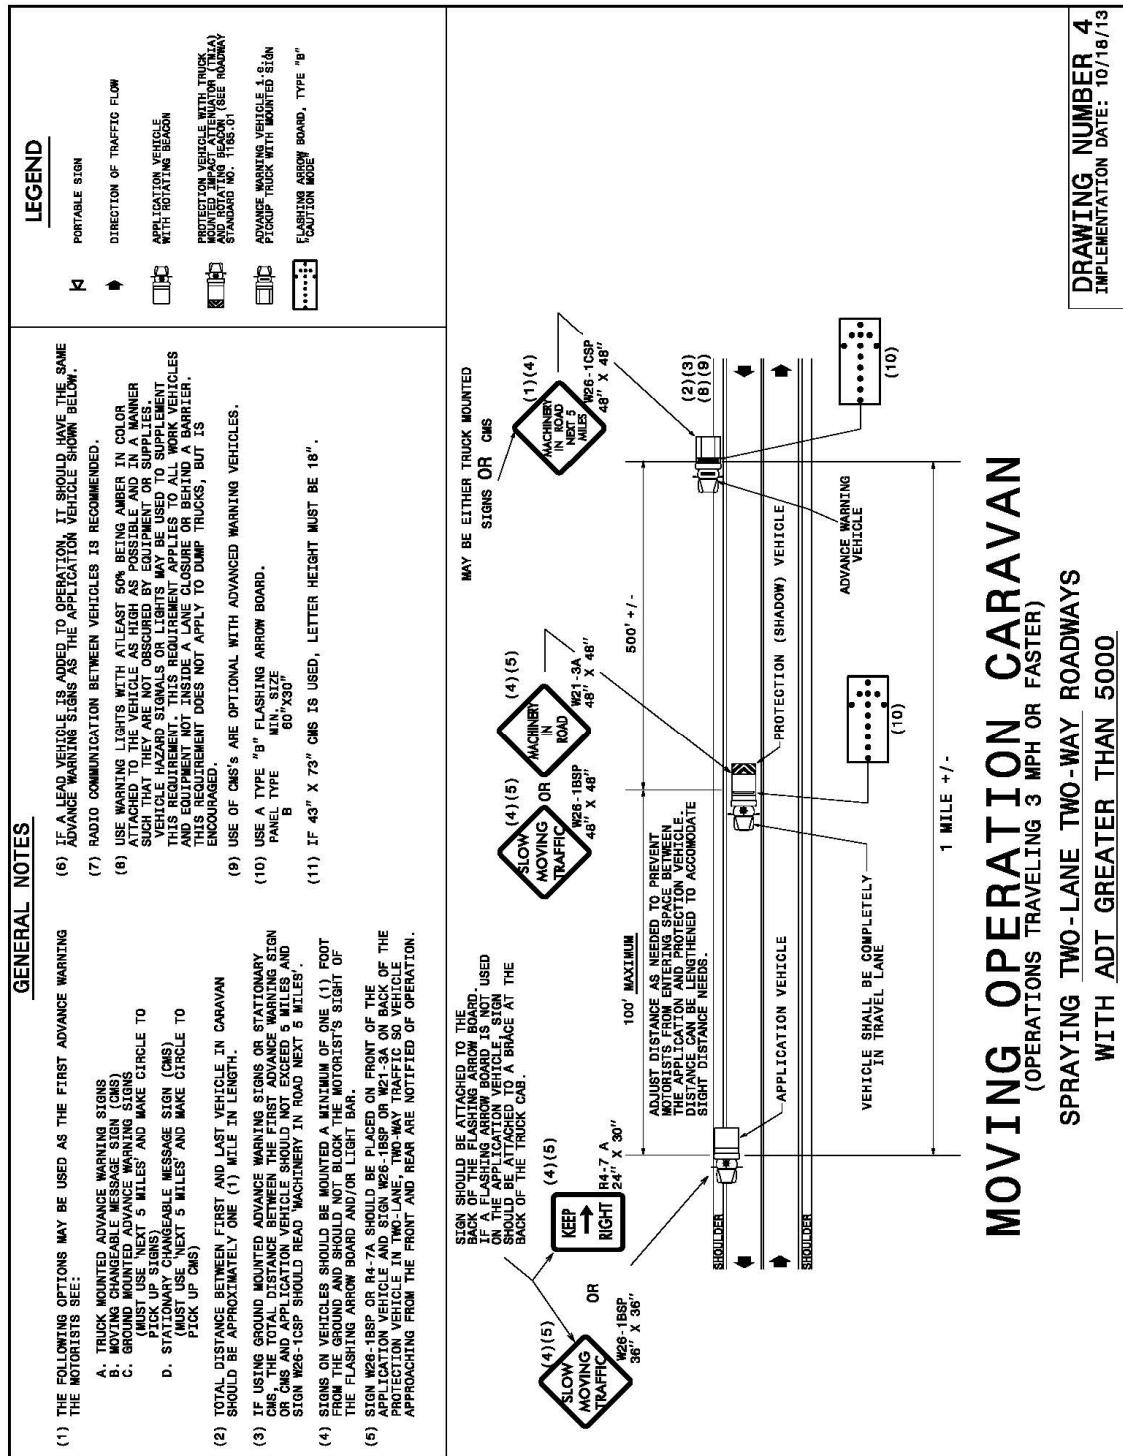 GENERAL NOTES
(1) THE FOLLOWING OPTIONS MAY BE USED AS THE FIRST ADVANCE WARNING
THE MOTORISTS SEE:
A. TRUCK MOUNTED ADVANCE WARNING SIGNS
B. MOVING CHANGEABLE MESSAGE SIGN (CMS)
C. GROUND MOUNTED ADVANCE WARNING SIGNS
(MUST USE 'NEXT 5 MILES' AND MAKE CIRCLE TO
PICK UP SIGNS)
D. STATIONARY CHANGEABLE MESSAGE SIGN (CMS)
(MUST USE 'NEXT 5 MILES' AND MAKE CIRCLE TO
PICK UP CMS)
(2) TOTAL DISTANCE BETWEEN FIRST AND LAST VEHICLE IN CARAVAN
SHOULD BE APPROXIMATELY ONE (1) MILE IN LENGTH.
(3) IF USING GROUND MOUNTED ADVANCE WARNING SIGNS OR STATIONARY
CMS, THE TOTAL DISTANCE BETWEEN THE FIRST ADVANCE WARNING SIGN
OR CMS AND APPLICATION VEHICLE SHOULD NOT EXCEED 5 MILES AND
SIGN W26-1CSP SHOULD READ 'MACHINERY IN ROAD NEXT 5 MILES'.
(4) SIGNS ON VEHICLES SHOULD BE MOUNTED A MINIMUM OF ONE (1) FOOT
FROM THE GROUND AND SHOULD NOT BLOCK THE MOTORIST'S SIGHT OF
THE FLASHING ARROW BOARD AND/OR LIGHT BAR.
(5) SIGN W26-1BSP OR R4-7A SHOULD BE PLACED ON FRONT OF THE
APPLICATION VEHICLE AND SIGN W26-1BSP OR W21-3A ON BACK OF THE
PROTECTION VEHICLE IN TWO-LANE, TWO-WAY TRAFFIC SO VEHICLE
APPROACHING FROM THE FRONT AND REAR ARE NOTIFIED OF OPERATION.
(6) IF A LEAD VEHICLE IS ADDED TO OPERATION, IT SHOULD HAVE THE SAME
ADVANCE WARNING SIGNS AS THE APPLICATION VEHICLE SHOWN BELOW.
(7) RADIO COMMUNICATION BETWEEN VEHICLES IS RECOMMENDED.
(8) USE WARNING LIGHTS WITH ATLEAST 50% BEING AMBER IN COLOR
ATTACHED TO THE VEHICLE AS HIGH AS POSSIBLE AND IN A MANNER
SUCH THAT THEY ARE NOT OBSCURED BY EQUIPMENT OR SUPPLIES.
VEHICLE HAZARD SIGNALS OR LIGHTS MAY BE USED TO SUPPLEMENT
THIS REQUIREMENT. THIS REQUIREMENT APPLIES TO ALL WORK VEHICLES
AND EQUIPMENT NOT INSIDE A LANE CLOSURE OR BEHIND A BARRIER.
THIS REQUIREMENT DOES NOT APPLY TO DUMP TRUCKS, BUT IS
ENCOURAGED.
(9) USE OF CMS's ARE OPTIONAL WITH ADVANCED WARNING VEHICLES.
(10) USE A TYPE "B" FLASHING ARROW BOARD.
PANEL TYPE MIN. SIZE
B 60"X30"
(11) IF 43" X 73" CMS IS USED, LETTER HEIGHT MUST BE 18".
LEGEND
PORTABLE SIGN
DIRECTION OF TRAFFIC FLOW
APPLICATION VEHICLE
WITH ROTATING BEACON
PROTECTION VEHICLE WITH TRUCK
MOUNTED IMPACT ATTENUATOR (TMIA)
AND ROTATING BEACON (SEE ROADWAY
STANDARD NO. 1165.01
ADVANCE WARNING VEHICLE i.e.
PICKUP TRUCK WITH MOUNTED SIGN
FLASHING ARROW BOARD, TYPE "B"
"CAUTION MODE"
SIGN SHOULD BE ATTACHED TO THE
BACK OF THE FLASHING ARROW BOARD.
IF A FLASHING ARROW BOARD IS NOT USED
ON THE APPLICATION VEHICLE, SIGN
SHOULD BE ATTACHED TO A BRACE AT THE
BACK OF THE TRUCK CAB.
(4)(5)
SLOW
MOVING
TRAFFIC
W26-1BSP
36" X 36"
OR
(4)(5)
KEEP
RIGHT
R4-7A
24" X 30"
(4)(5)
SLOW
MOVING
TRAFFIC
W26-1BSP
48" X 48"
OR
(4)(5)
MACHINERY
IN
ROAD
W21-3A
48" X 48"
MAY BE EITHER TRUCK MOUNTED
SIGNS OR CMS
(1)(4)
MACHINERY
IN ROAD
NEXT 5
MILES
W26-1CSP
48" X 48"
100' MAXIMUM
ADJUST DISTANCE AS NEEDED TO PREVENT
MOTORISTS FROM ENTERING SPACE BETWEEN
THE APPLICATION AND PROTECTION VEHICLE.
DISTANCE CAN BE LENGTHENED TO ACCOMODATE
SIGHT DISTANCE NEEDS.
500' +/-
(2)(3)
(8)(9)
SHOULDER
SHOULDER
APPLICATION VEHICLE
VEHICLE SHALL BE COMPLETELY
IN TRAVEL LANE
PROTECTION (SHADOW) VEHICLE
(10)
ADVANCE WARNING
VEHICLE
(10)
1 MILE +/-
MOVING OPERATION CARAVAN
(OPERATIONS TRAVELING 3 MPH OR FASTER)
SPRAYING TWO-LANE TWO-WAY ROADWAYS
WITH ADT GREATER THAN 5000
DRAWING NUMBER 4
IMPLEMENTATION DATE: 10/18/13